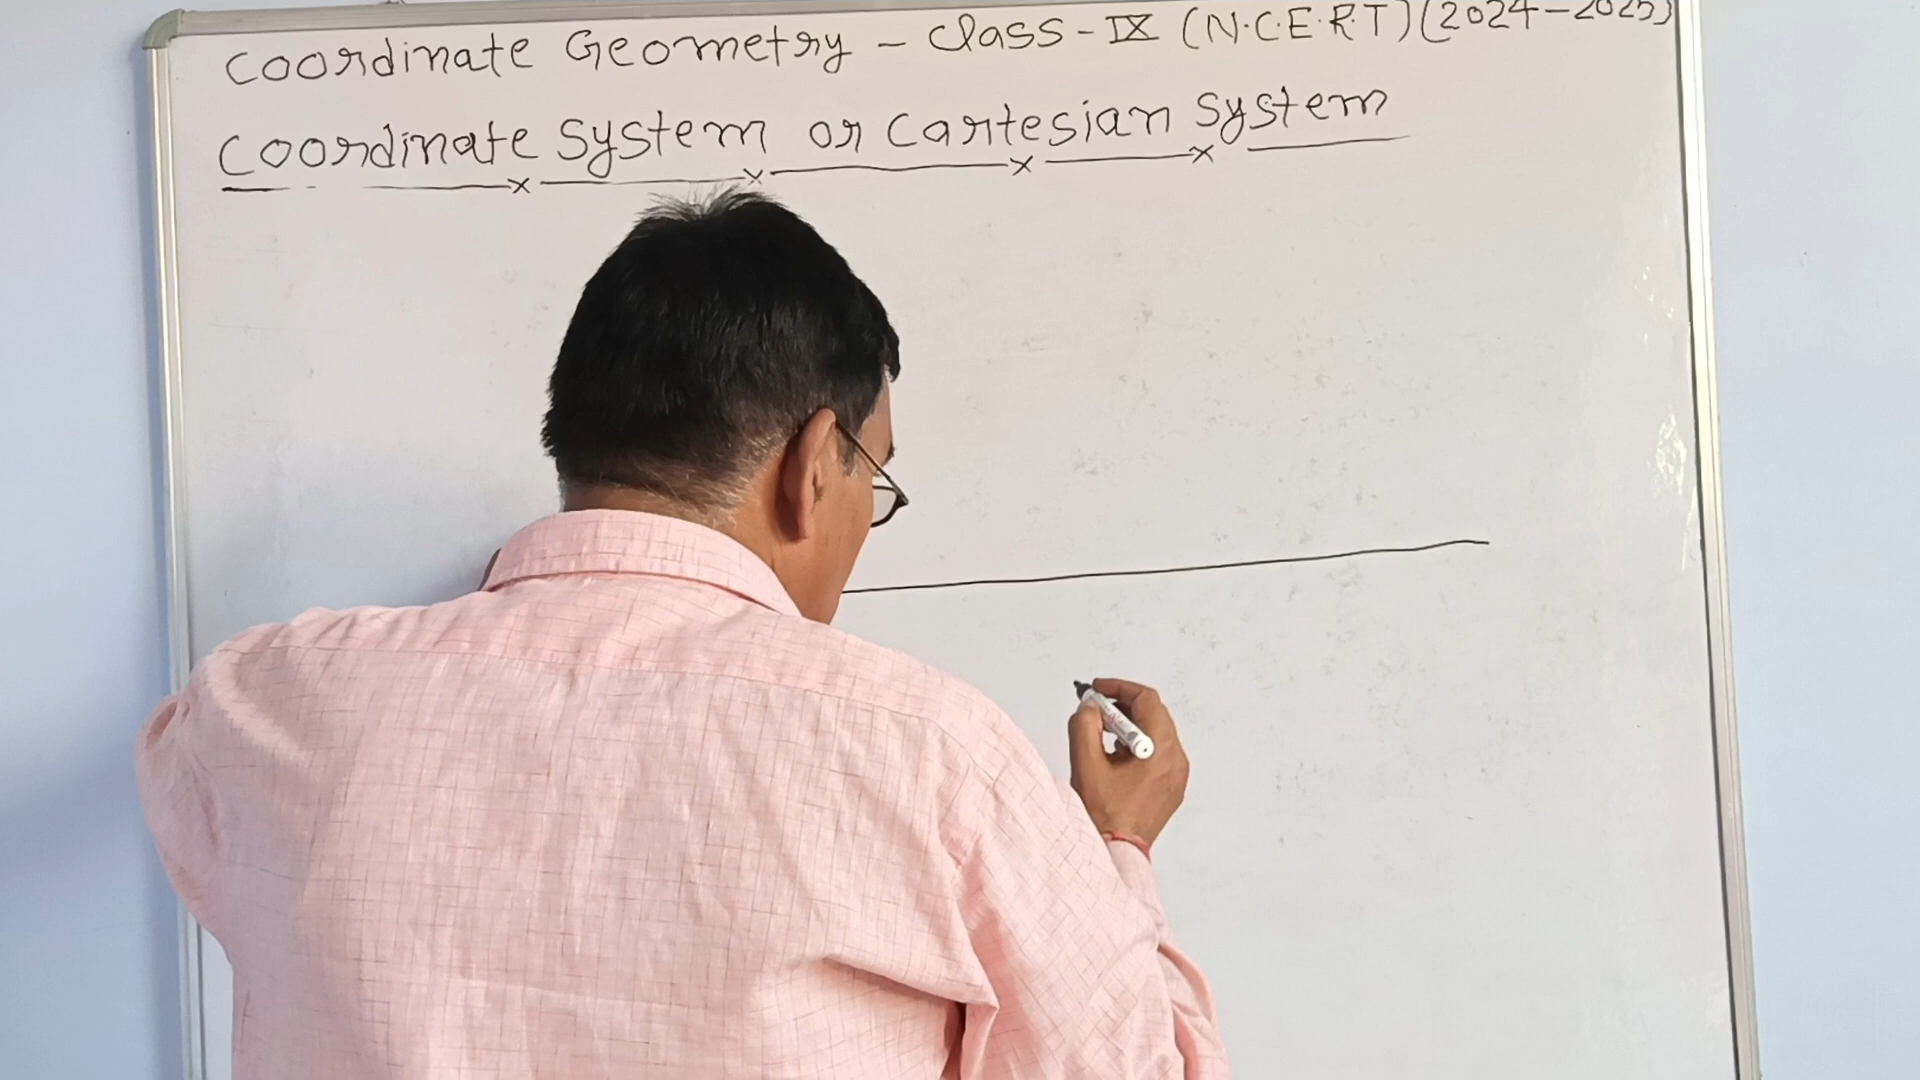 Coordinate Geometry - Class - IX (N.C.E.R.T) (2024-2025)
Coordinate System or Cartesian System